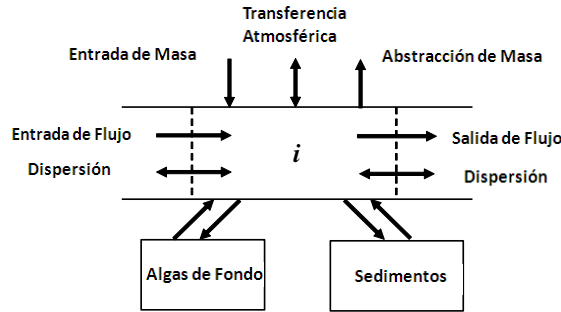 Transferencia
Atmosférica
Entrada de Masa
Abstracción de Masa
Entrada de Flujo
i
Salida de Flujo
Dispersión
Dispersión
Algas de Fondo
Sedimentos